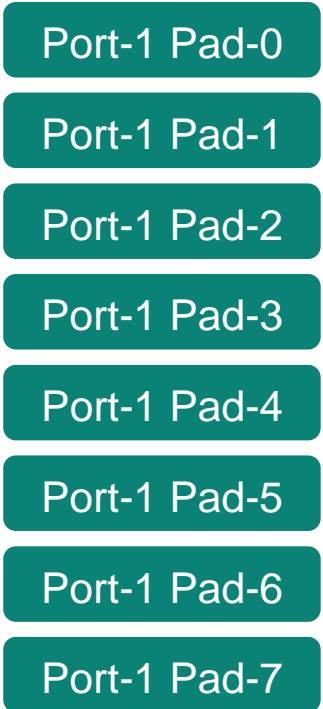 Port-1 Pad-0
Port-1 Pad-1
Port-1 Pad-2
Port-1 Pad-3
Port-1 Pad-4
Port-1 Pad-5
Port-1 Pad-6
Port-1 Pad-7